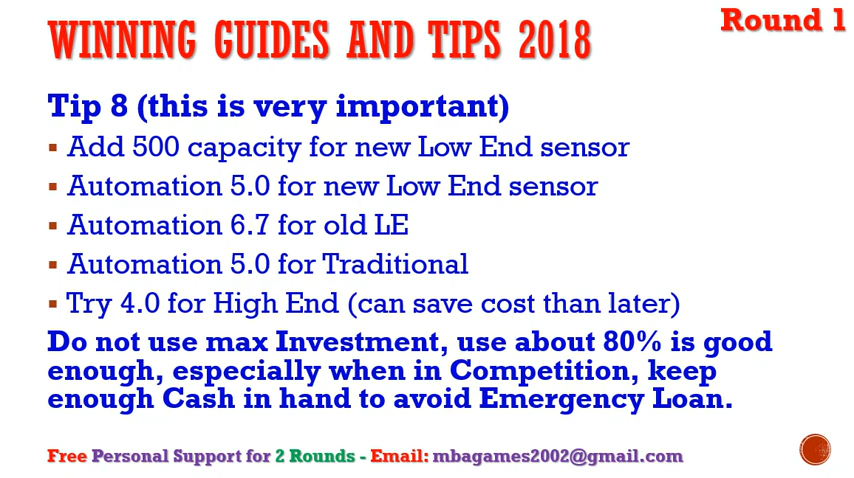 Round 1
WINNING GUIDES AND TIPS 2018
Tip 8 (this is very important)
▪ Add 500 capacity for new Low End sensor
▪ Automation 5.0 for new Low End sensor
▪ Automation 6.7 for old LE
▪ Automation 5.0 for Traditional
▪ Try 4.0 for High End (can save cost than later)
Do not use max Investment, use about 80% is good
enough, especially when in Competition, keep
enough Cash in hand to avoid Emergency Loan.
Free Personal Support for 2 Rounds - Email: mbagames2002@gmail.com